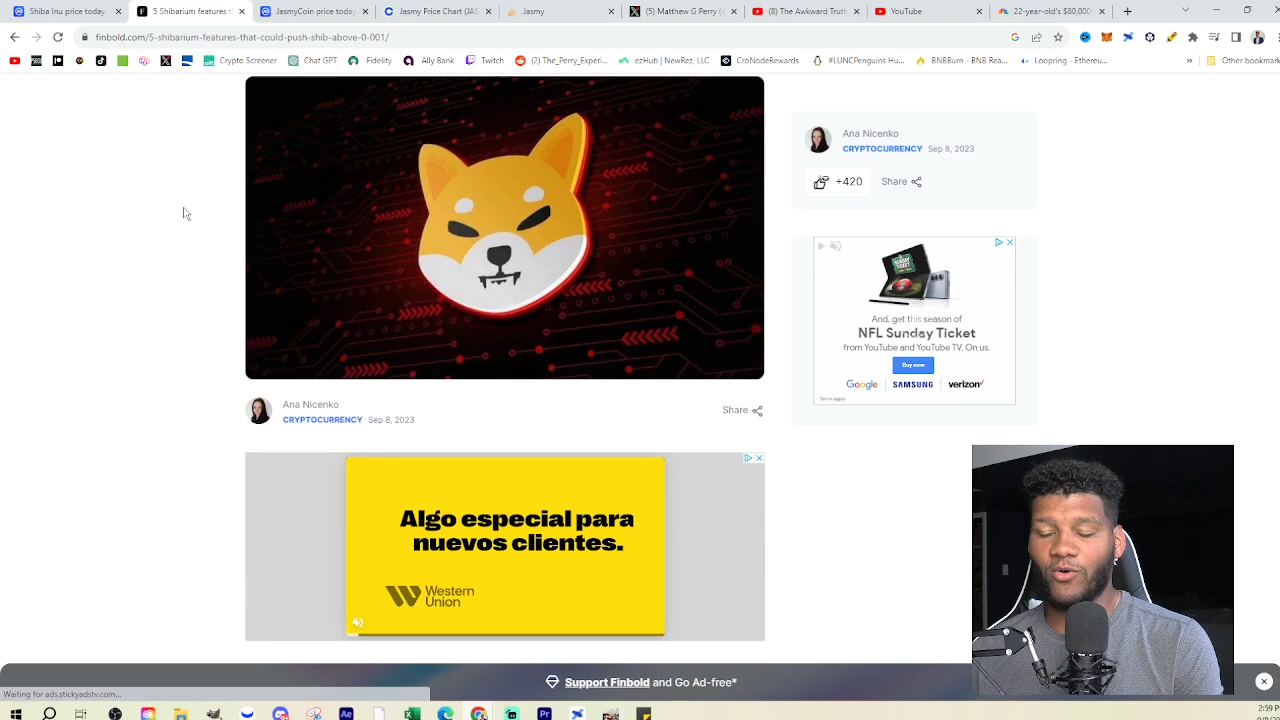 Shiba Inu price today,
5 Shibarium features th
JasmyCoin price today
Jasmy Price Chart (JAS
Jasmy
(5) Matthew G Perry (
(8) The Awkward Truth
YouTube
22-year-old's $80,000
finbold.com/5-shibarium-features-that-could-push-shib-above-0-001/
Crypto Screener
Chat GPT
Fidelity
Ally Bank
Twitch
(2) (The_Perry_Experi...
ezHub | NewRez, LLC
CroNodeRewards
#LUNCPenguins Hu...
BNBBurn - BNB Rea...
Loopring - Ethereu...
Other bookmark
Ana Nicenko
CRYPTOCURRENCY Sep 8, 2023
+420 Share
And, get this season of
NFL Sunday Ticket
from YouTube and YouTube TV. On us.
Buy now
Google SAMSUNG verizon✓
Terms apply
Ana Nicenko
CRYPTOCURRENCY Sep 8, 2023
Share
Algo especial para
nuevos clientes.
Western
Union
Support Finbold and Go Ad-free*
Waiting for ads.stickyadstv.com...
2:59 P